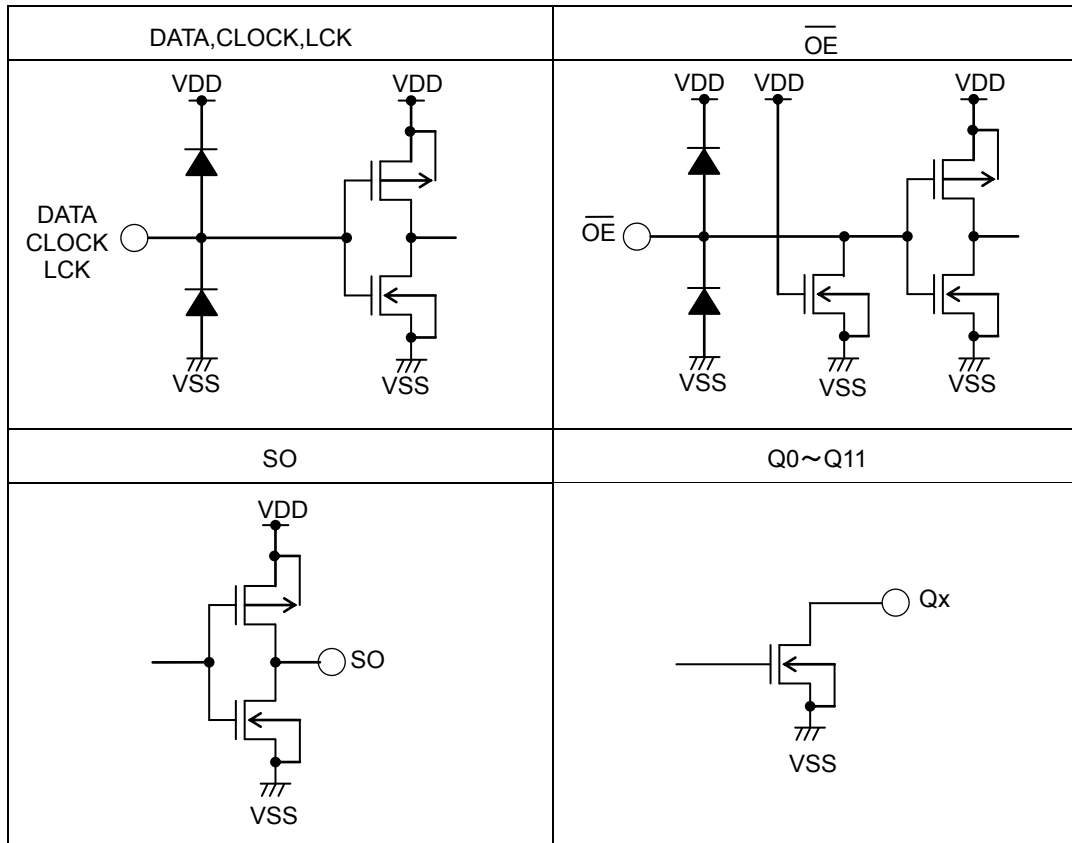 DATA,CLOCK,LCK
OE
VDD VDD
DATA
CLOCK
LCK
VSS VSS
VDD VDD VDD
OE
VSS VSS VSS
SO
Q0～Q11
VDD
SO
VSS
Qx
VSS